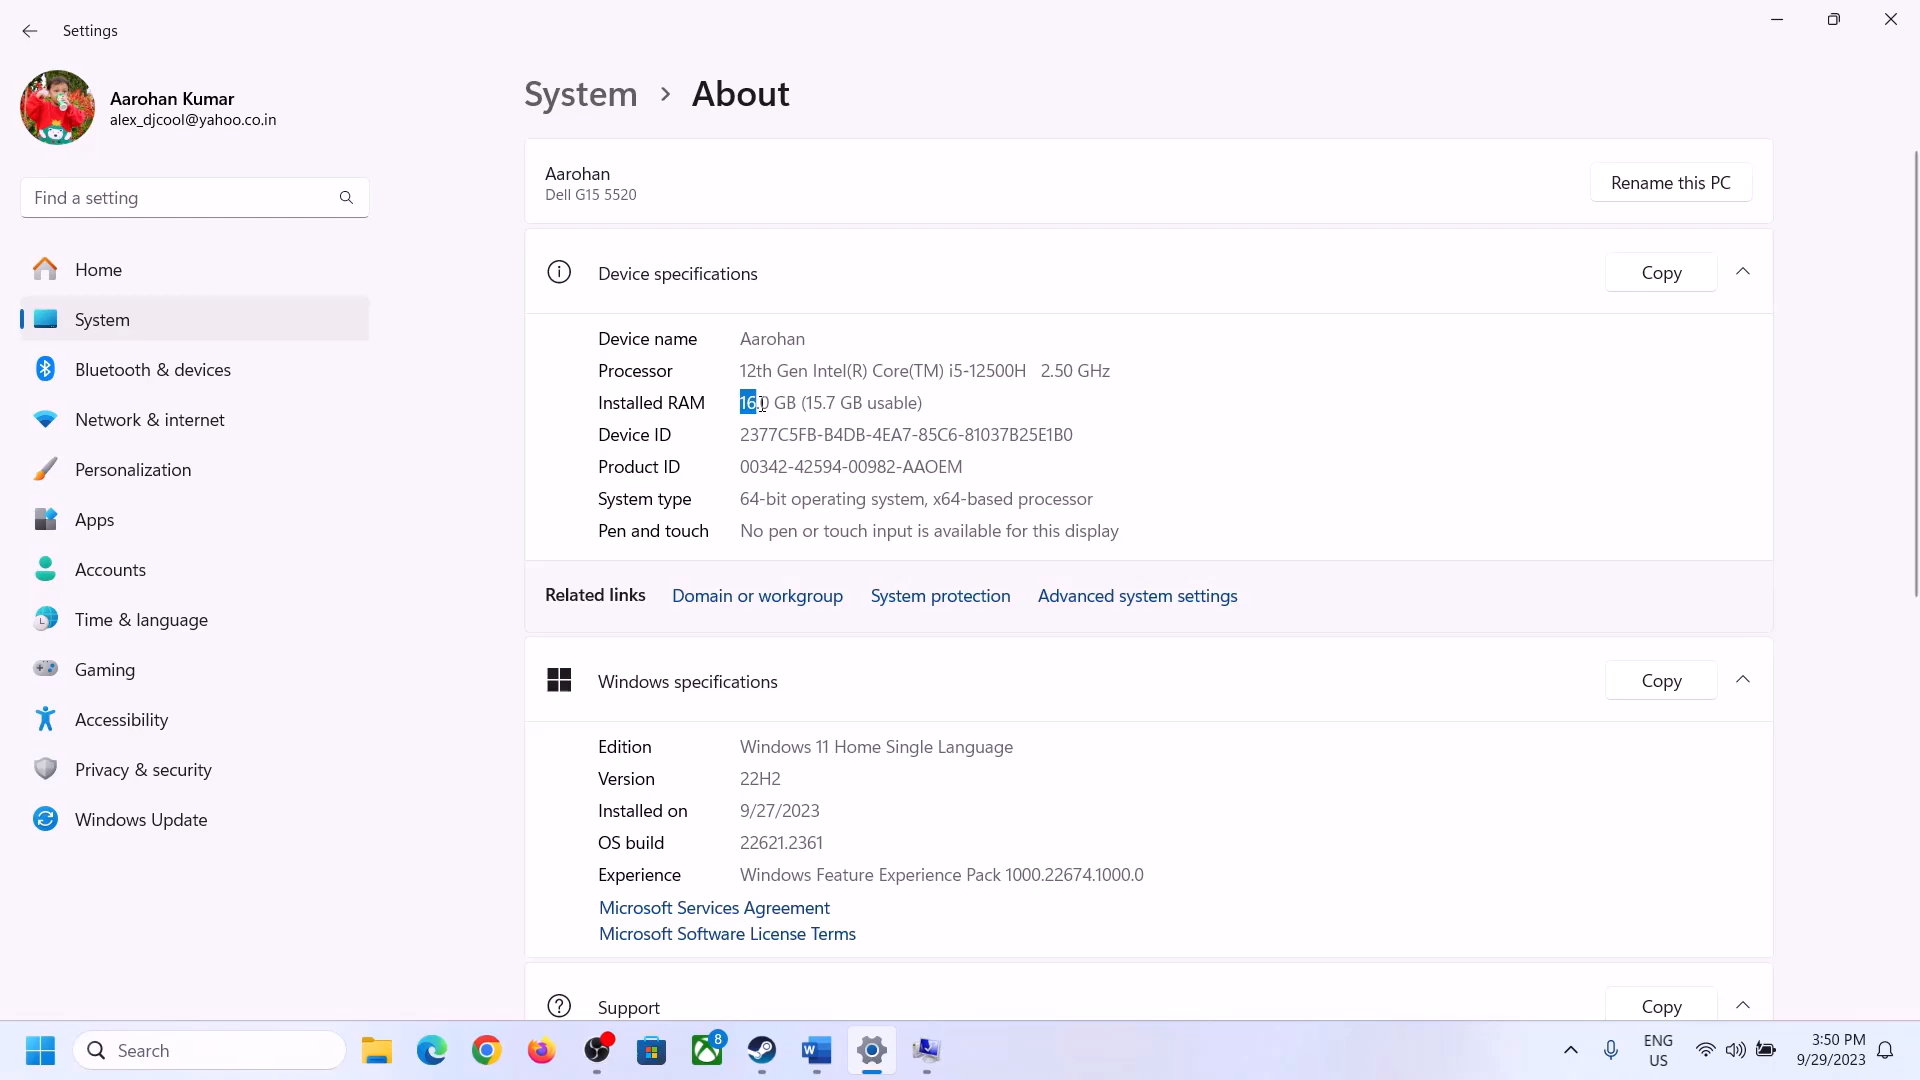 Settings
Aarohan Kumar
alex_djcool@yahoo.co.in
Find a setting
Home
System
Bluetooth & devices
Network & internet
Personalization
Apps
Accounts
Time & language
Gaming
Accessibility
Privacy & security
Windows Update
System > About
Aarohan
Dell G15 5520
Rename this PC
Device specifications
Copy
Device name Aarohan
Processor 12th Gen Intel(R) Core(TM) i5-12500H 2.50 GHz
Installed RAM 16.0 GB (15.7 GB usable)
Device ID 2377C5FB-B4DB-4EA7-85C6-81037B25E1B0
Product ID 00342-42594-00982-AAOEM
System type 64-bit operating system, x64-based processor
Pen and touch No pen or touch input is available for this display
Related links Domain or workgroup System protection Advanced system settings
Windows specifications
Copy
Edition Windows 11 Home Single Language
Version 22H2
Installed on 9/27/2023
OS build 22621.2361
Experience Windows Feature Experience Pack 1000.22674.1000.0
Microsoft Services Agreement
Microsoft Software License Terms
Support
Copy
Search
8
ENG
US
3:50 PM
9/29/2023